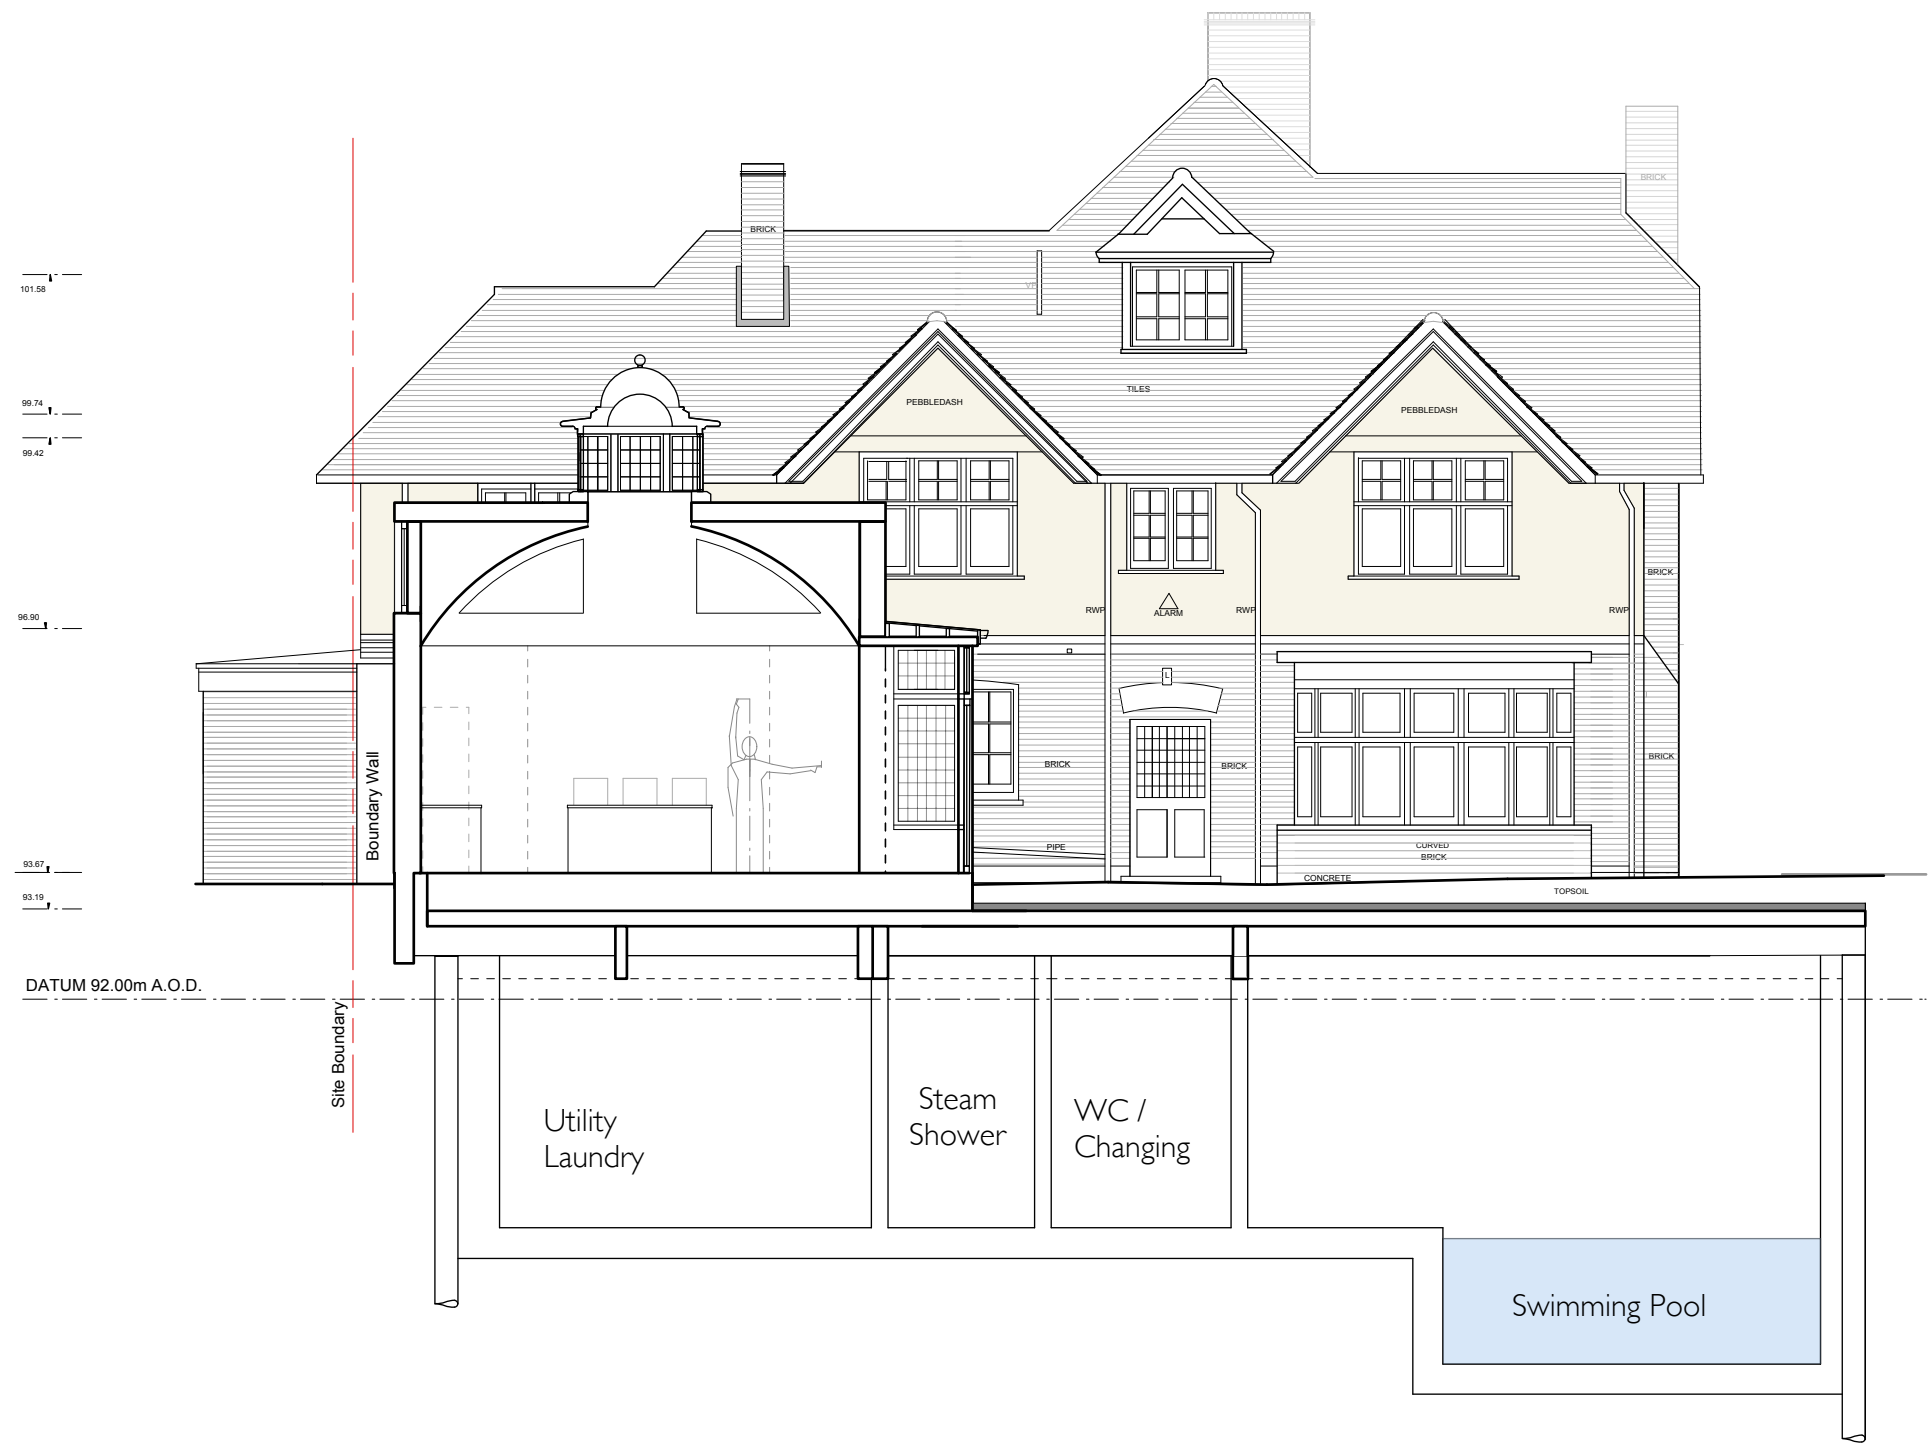 BRICK
BRICK
VP
101.58
TILES
99.74
PEBBLEDASH
PEBBLEDASH
99.42
BRICK
RWP
ALARM
RWP
RWP
96.90
L
Boundary Wall
BRICK
BRICK
BRICK
PIPE
CURVED
BRICK
93.67
CONCRETE
TOPSOIL
93.19
DATUM 92.00m A.O.D.
Site Boundary
Utility
Laundry
Steam
Shower
WC /
Changing
Swimming Pool